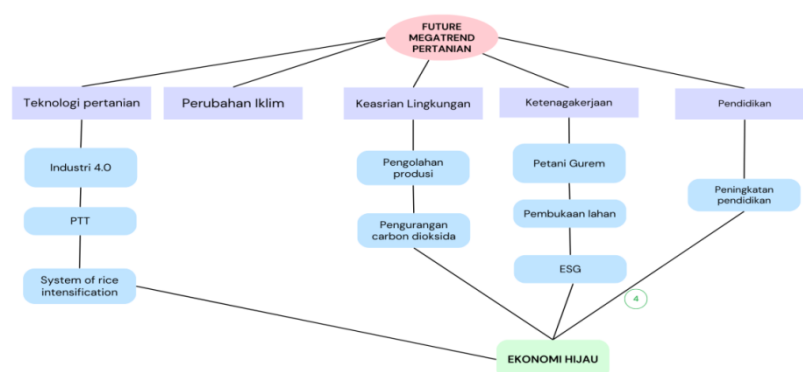 FUTURE
MEGATREND
PERTANIAN
Teknologi pertanian
Perubahan Iklim
Keasrian Lingkungan
Ketenagakerjaan
Pendidikan
Industri 4.0
Pengolahan
produsi
Petani Gurem
Peningkatan
pendidikan
PTT
Pengurangan
carbon dioksida
Pembukaan lahan
System of rice
intensification
ESG
4
EKONOMI HIJAU